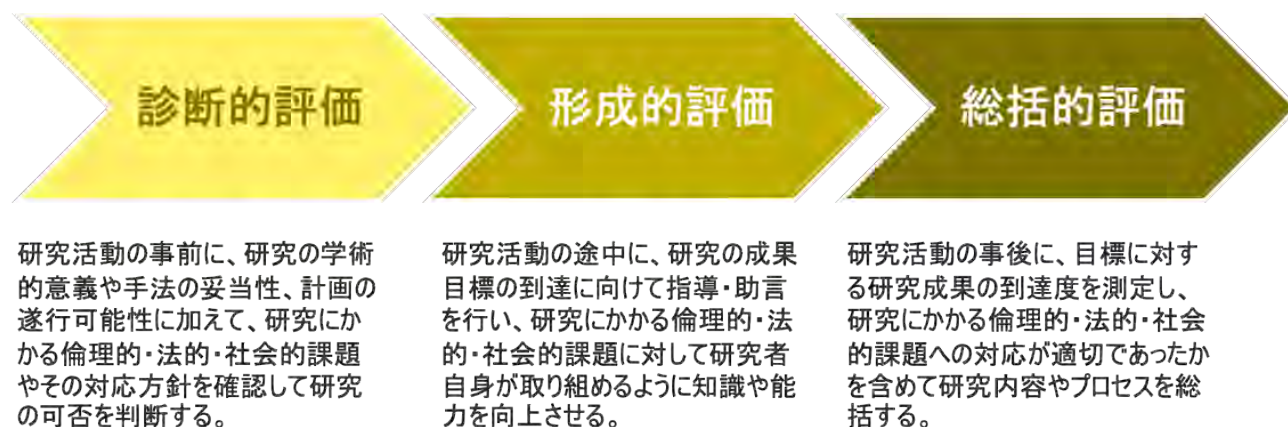 診断的評価
形成的評価
総括的評価
研究活動の事前に、研究の学術
的意義や手法の妥当性、計画の
遂行可能性に加えて、研究にか
かる倫理的・法的・社会的課題
やその対応方針を確認して研究
の可否を判断する。
研究活動の途中に、研究の成果
目標の到達に向けて指導・助言
を行い、研究にかかる倫理的・法
的・社会的課題に対して研究者
自身が取り組めるように知識や能
力を向上させる。
研究活動の事後に、目標に対す
る研究成果の到達度を測定し、
研究にかかる倫理的・法的・社会
的課題への対応が適切であったか
を含めて研究内容やプロセスを総
括する。